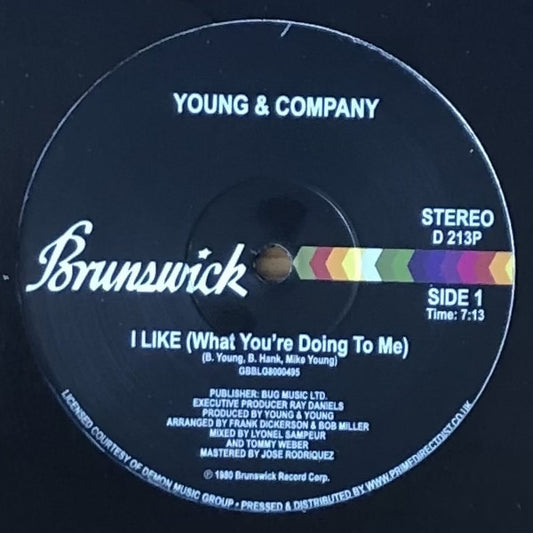 YOUNG & COMPANY
STEREO
D 213P
Brunswick
SIDE 1
Time: 7:13
I LIKE (What You're Doing To Me)
(B. Young, B. Hank, Mike Young)
GBBLG8000495
PUBLISHER: BUG MUSIC LTD.
EXECUTIVE PRODUCER RAY DANIELS
PRODUCED BY YOUNG & YOUNG
ARRANGED BY FRANK DICKERSON & BOB MILLER
MIXED BY LYONEL SAMPEUR
AND TOMMY WEBER
MASTERED BY JOSE RODRIQUEZ
℗ 1980 Brunswick Record Corp.
LICENSED COURTESY OF DEMON MUSIC GROUP • PRESSED & DISTRIBUTED BY WWW.PRIMEDIRECTDIST.CO.UK